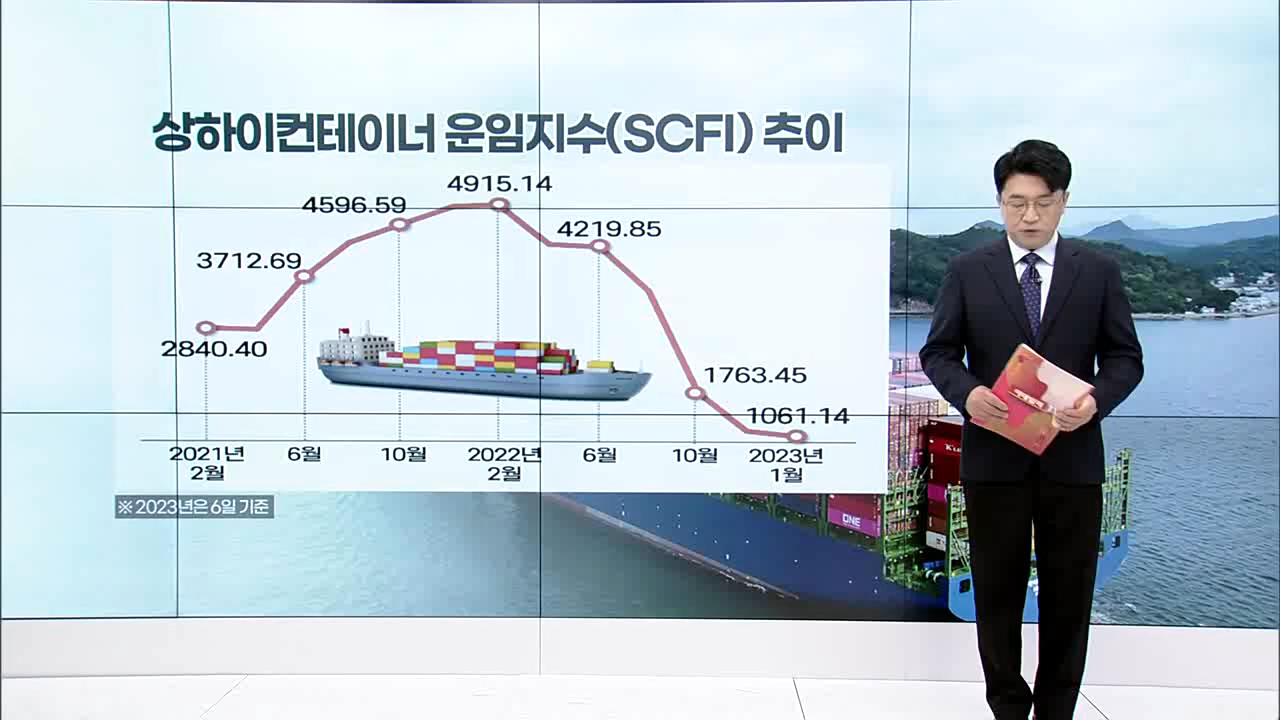 상하이컨테이너 운임지수(SCFI) 추이
4915.14
4596.59
4219.85
3712.69
2840.40
1763.45
1061.14
2021년 2월
6월
10월
2022년 2월
6월
10월
2023년 1월
※ 2023년은 6일 기준
ONE